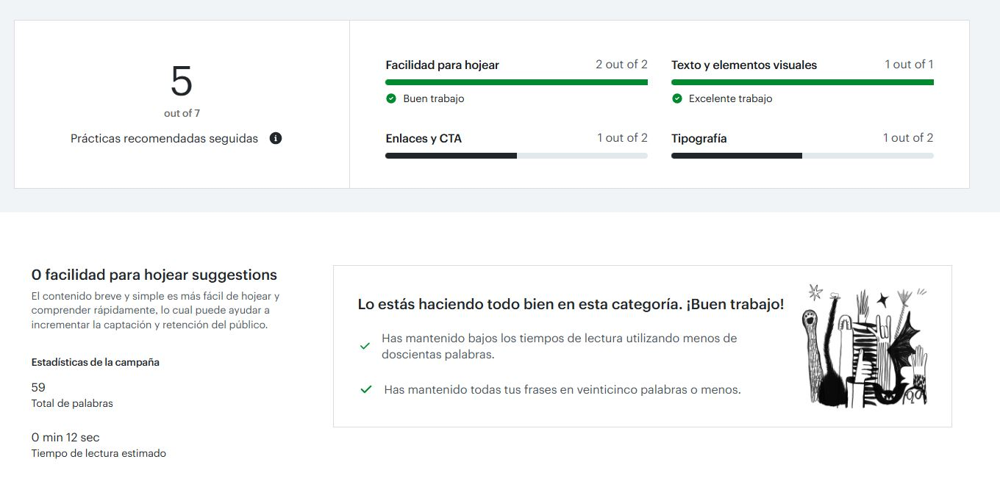 5
out of 7
Prácticas recomendadas seguidas
Facilidad para hojear 2 out of 2
Buen trabajo
Texto y elementos visuales 1 out of 1
Excelente trabajo
Enlaces y CTA 1 out of 2
Tipografía 1 out of 2
0 facilidad para hojear suggestions
El contenido breve y simple es más fácil de hojear y
comprender rápidamente, lo cual puede ayudar a
incrementar la captación y retención del público.
Estadísticas de la campaña
59
Total de palabras
0 min 12 sec
Tiempo de lectura estimado
Lo estás haciendo todo bien en esta categoría. ¡Buen trabajo!
Has mantenido bajos los tiempos de lectura utilizando menos de
doscientas palabras.
Has mantenido todas tus frases en veinticinco palabras o menos.